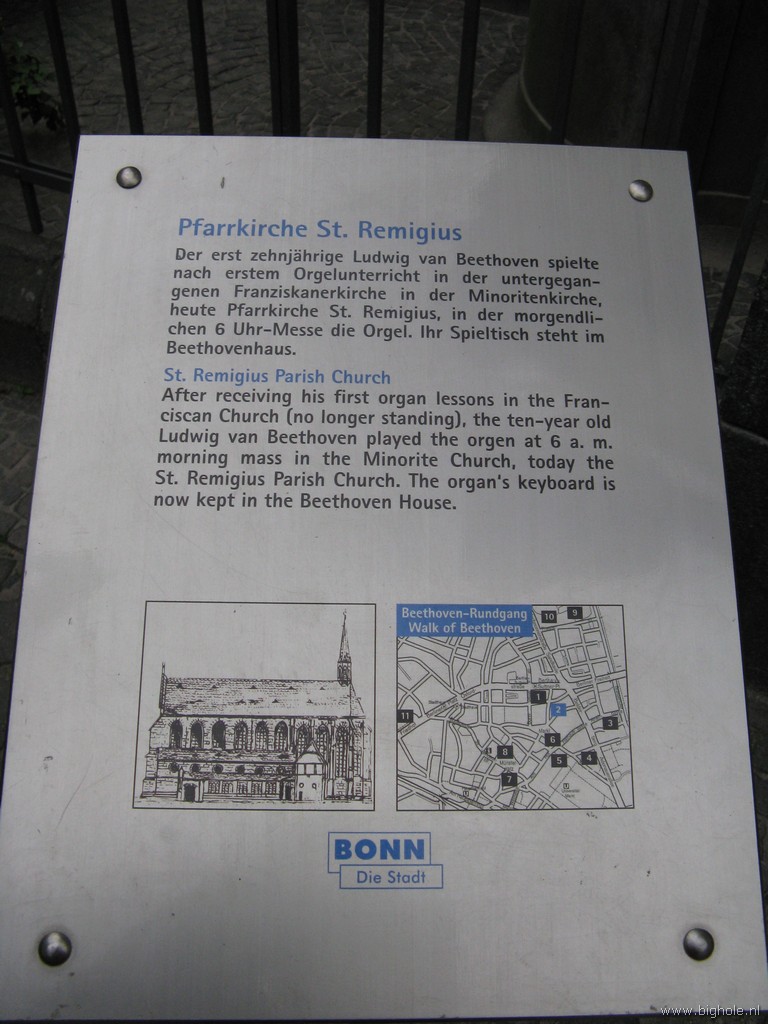 Pfarrkirche St. Remigius
Der erst zehnjährige Ludwig van Beethoven spielte
nach erstem Orgelunterricht in der untergegan-
genen Franziskanerkirche in der Minoritenkirche,
heute Pfarrkirche St. Remigius, in der morgendli-
chen 6 Uhr-Messe die Orgel. Ihr Spieltisch steht im
Beethovenhaus.
St. Remigius Parish Church
After receiving his first organ lessons in the Fran-
ciscan Church (no longer standing), the ten-year old
Ludwig van Beethoven played the orgen at 6 a. m.
morning mass in the Minorite Church, today the
St. Remigius Parish Church. The organ's keyboard is
now kept in the Beethoven House.
Beethoven-Rundgang
Walk of Beethoven
10
9
1
2
11
3
6
8
5
4
7
BONN
Die Stadt
www.bighole.nl